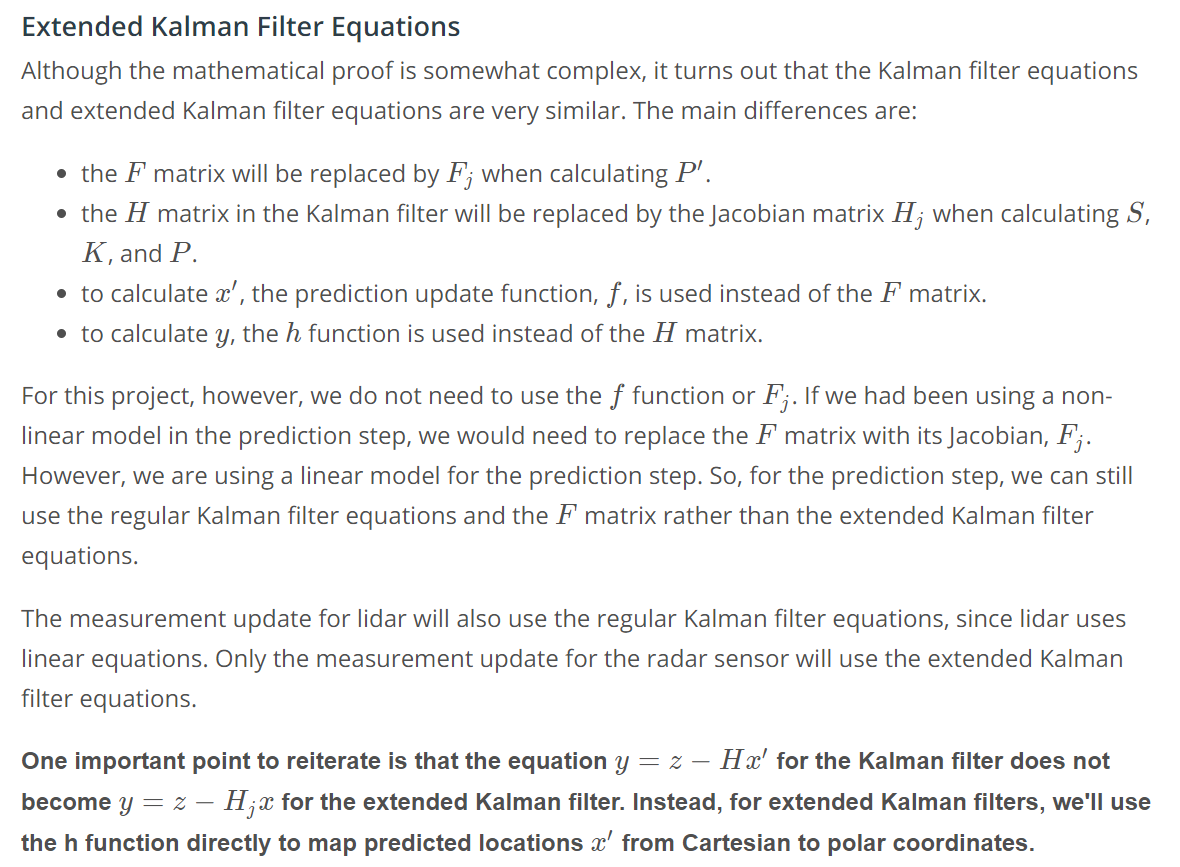 Extended Kalman Filter Equations
Although the mathematical proof is somewhat complex, it turns out that the Kalman filter equations
and extended Kalman filter equations are very similar. The main differences are:
• the F matrix will be replaced by Fⱼ when calculating P′.
• the H matrix in the Kalman filter will be replaced by the Jacobian matrix Hⱼ when calculating S,
K, and P.
• to calculate x′, the prediction update function, f, is used instead of the F matrix.
• to calculate y, the h function is used instead of the H matrix.
For this project, however, we do not need to use the f function or Fⱼ. If we had been using a non-
linear model in the prediction step, we would need to replace the F matrix with its Jacobian, Fⱼ.
However, we are using a linear model for the prediction step. So, for the prediction step, we can still
use the regular Kalman filter equations and the F matrix rather than the extended Kalman filter
equations.
The measurement update for lidar will also use the regular Kalman filter equations, since lidar uses
linear equations. Only the measurement update for the radar sensor will use the extended Kalman
filter equations.
One important point to reiterate is that the equation y = z − Hx′ for the Kalman filter does not
become y = z − Hⱼx for the extended Kalman filter. Instead, for extended Kalman filters, we'll use
the h function directly to map predicted locations x′ from Cartesian to polar coordinates.